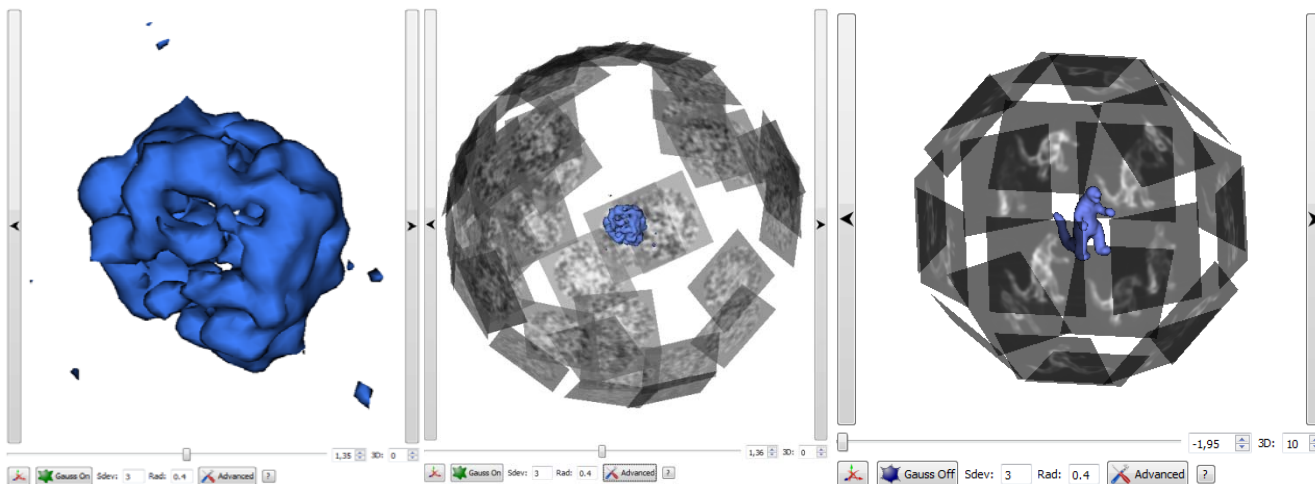 1,35 3D: 0
Gauss On Sdev: 3 Rad: 0.4 Advanced ?
1,36 3D: 0
Gauss On Sdev: 3 Rad: 0.4 Advanced ?
-1,95 3D: 10
Gauss Off Sdev: 3 Rad: 0.4 Advanced ?